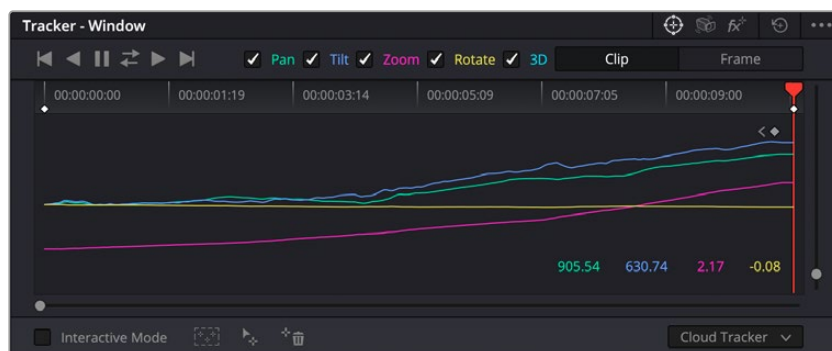 Tracker - Window
Pan Tilt Zoom Rotate 3D Clip Frame
00:00:00:00 00:00:01:19 00:00:03:14 00:00:05:09 00:00:07:05 00:00:09:00
905.54 630.74 2.17 -0.08
Interactive Mode Cloud Tracker